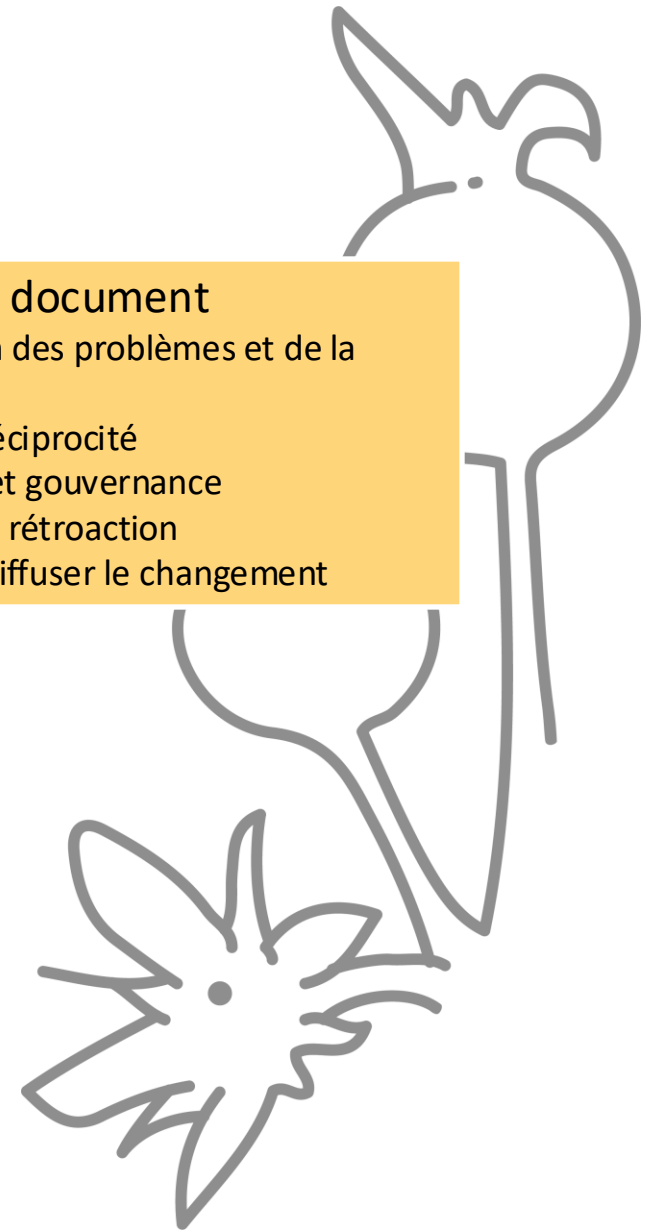 document
des problèmes et de la
éciprocité
et gouvernance
rétroaction
iffuser le changement